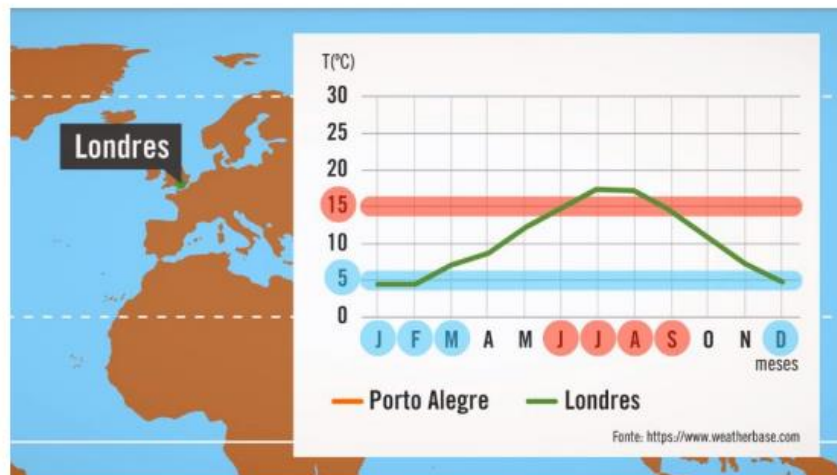 Londres
T(ºC)
30
25
20
15
10
5
0
J F M A M J J A S O N D
meses
Porto Alegre Londres
Fonte: https://www.weatherbase.com